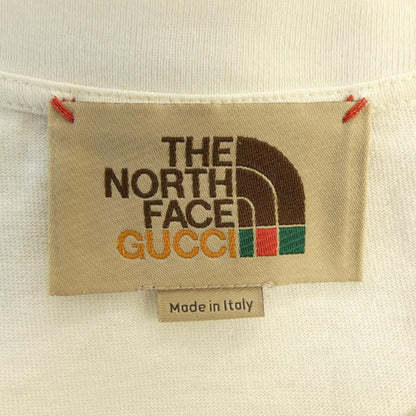 THE
NORTH
FACE
GUCCI
Made in Italy